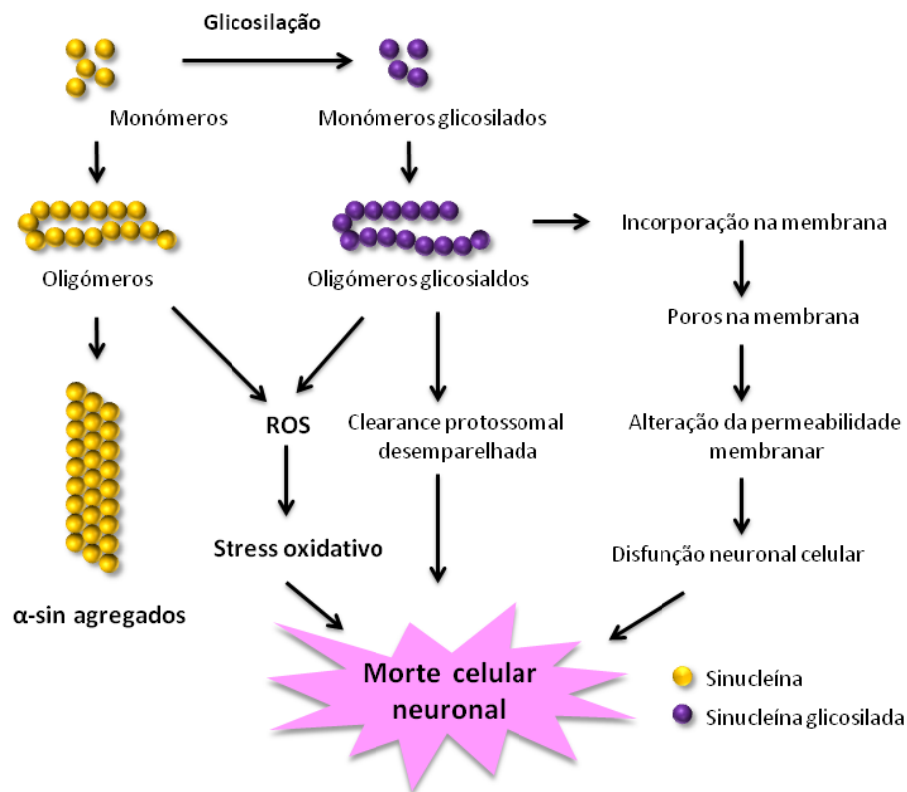 Glicosilação
Monómeros
Monómeros glicosilados
Incorporação na membrana
Oligómeros
Oligómeros glicosialdos
Poros na membrana
ROS
Clearance protossomal
desemparelhada
Alteração da permeabilidade
membranar
Stress oxidativo
Disfunção neuronal celular
α-sin agregados
Morte celular
neuronal
Sinucleína
Sinucleína glicosilada